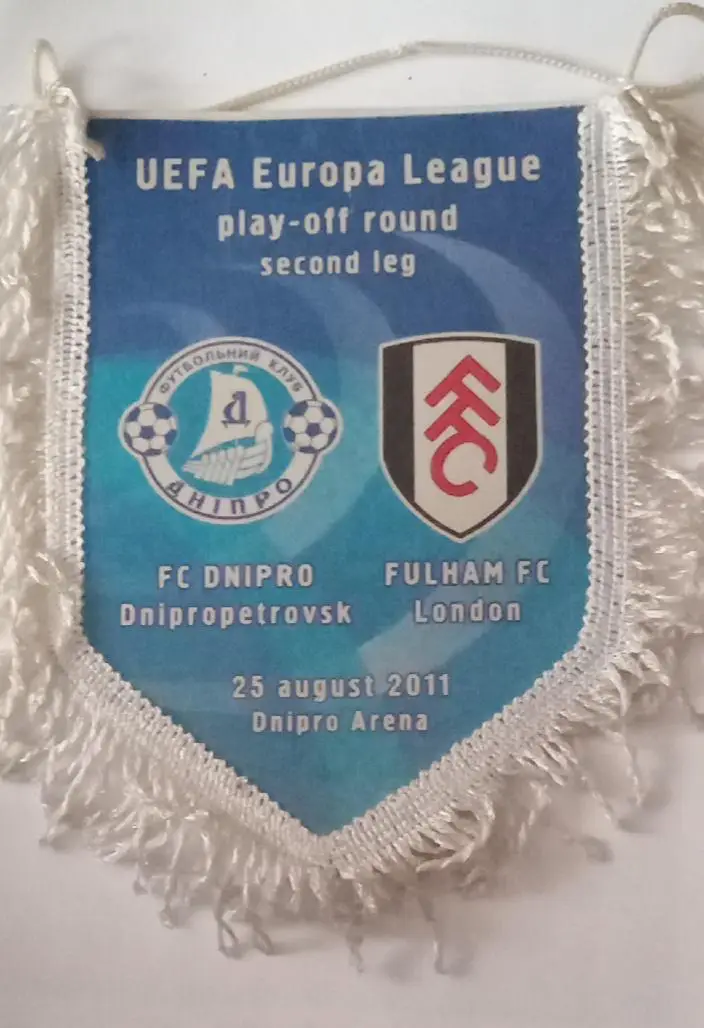 UEFA Europa League
play-off round
second leg
ФУТБОЛЬНИЙ КЛУБ
Д
ДНІПРО
FFC
FC DNIPRO
Dnipropetrovsk
FULHAM FC
London
25 august 2011
Dnipro Arena